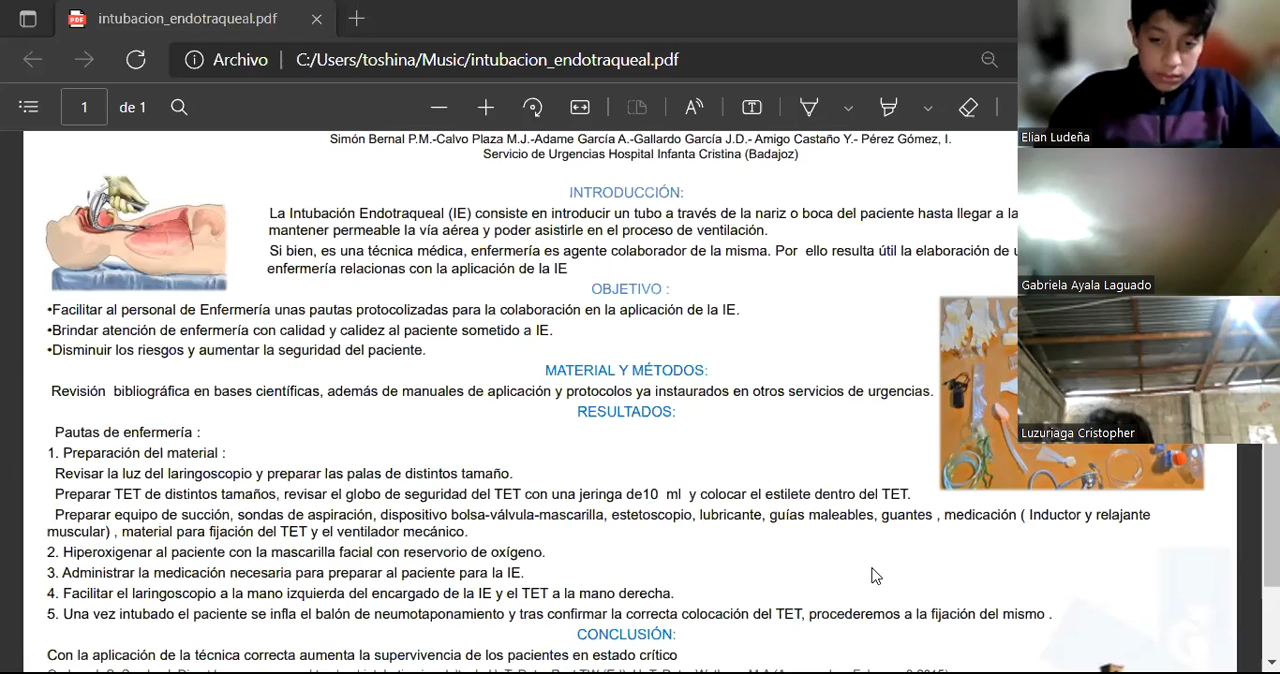 intubacion_endotraqueal.pdf
Archivo
C:/Users/toshina/Music/intubacion_endotraqueal.pdf
1
de 1
Simón Bernal P.M.-Calvo Plaza M.J.-Adame García A.-Gallardo García J.D.- Amigo Castaño Y.- Pérez Gómez, I.
Servicio de Urgencias Hospital Infanta Cristina (Badajoz)
INTRODUCCIÓN:
La Intubación Endotraqueal (IE) consiste en introducir un tubo a través de la nariz o boca del paciente hasta llegar a la
mantener permeable la vía aérea y poder asistirle en el proceso de ventilación.
Si bien, es una técnica médica, enfermería es agente colaborador de la misma. Por ello resulta útil la elaboración de
enfermería relacionas con la aplicación de la IE
OBJETIVO :
•Facilitar al personal de Enfermería unas pautas protocolizadas para la colaboración en la aplicación de la IE.
•Brindar atención de enfermería con calidad y calidez al paciente sometido a IE.
•Disminuir los riesgos y aumentar la seguridad del paciente.
MATERIAL Y MÉTODOS:
Revisión bibliográfica en bases científicas, además de manuales de aplicación y protocolos ya instaurados en otros servicios de urgencias.
RESULTADOS:
Pautas de enfermería :
1. Preparación del material :
Revisar la luz del laringoscopio y preparar las palas de distintos tamaño.
Preparar TET de distintos tamaños, revisar el globo de seguridad del TET con una jeringa de10 ml y colocar el estilete dentro del TET.
Preparar equipo de succión, sondas de aspiración, dispositivo bolsa-válvula-mascarilla, estetoscopio, lubricante, guías maleables, guantes , medicación ( Inductor y relajante
muscular) , material para fijación del TET y el ventilador mecánico.
2. Hiperoxigenar al paciente con la mascarilla facial con reservorio de oxígeno.
3. Administrar la medicación necesaria para preparar al paciente para la IE.
4. Facilitar el laringoscopio a la mano izquierda del encargado de la IE y el TET a la mano derecha.
5. Una vez intubado el paciente se infla el balón de neumotaponamiento y tras confirmar la correcta colocación del TET, procederemos a la fijación del mismo .
CONCLUSIÓN:
Con la aplicación de la técnica correcta aumenta la supervivencia de los pacientes en estado crítico
Elian Ludeña
Gabriela Ayala Laguado
Luzuriaga Cristopher